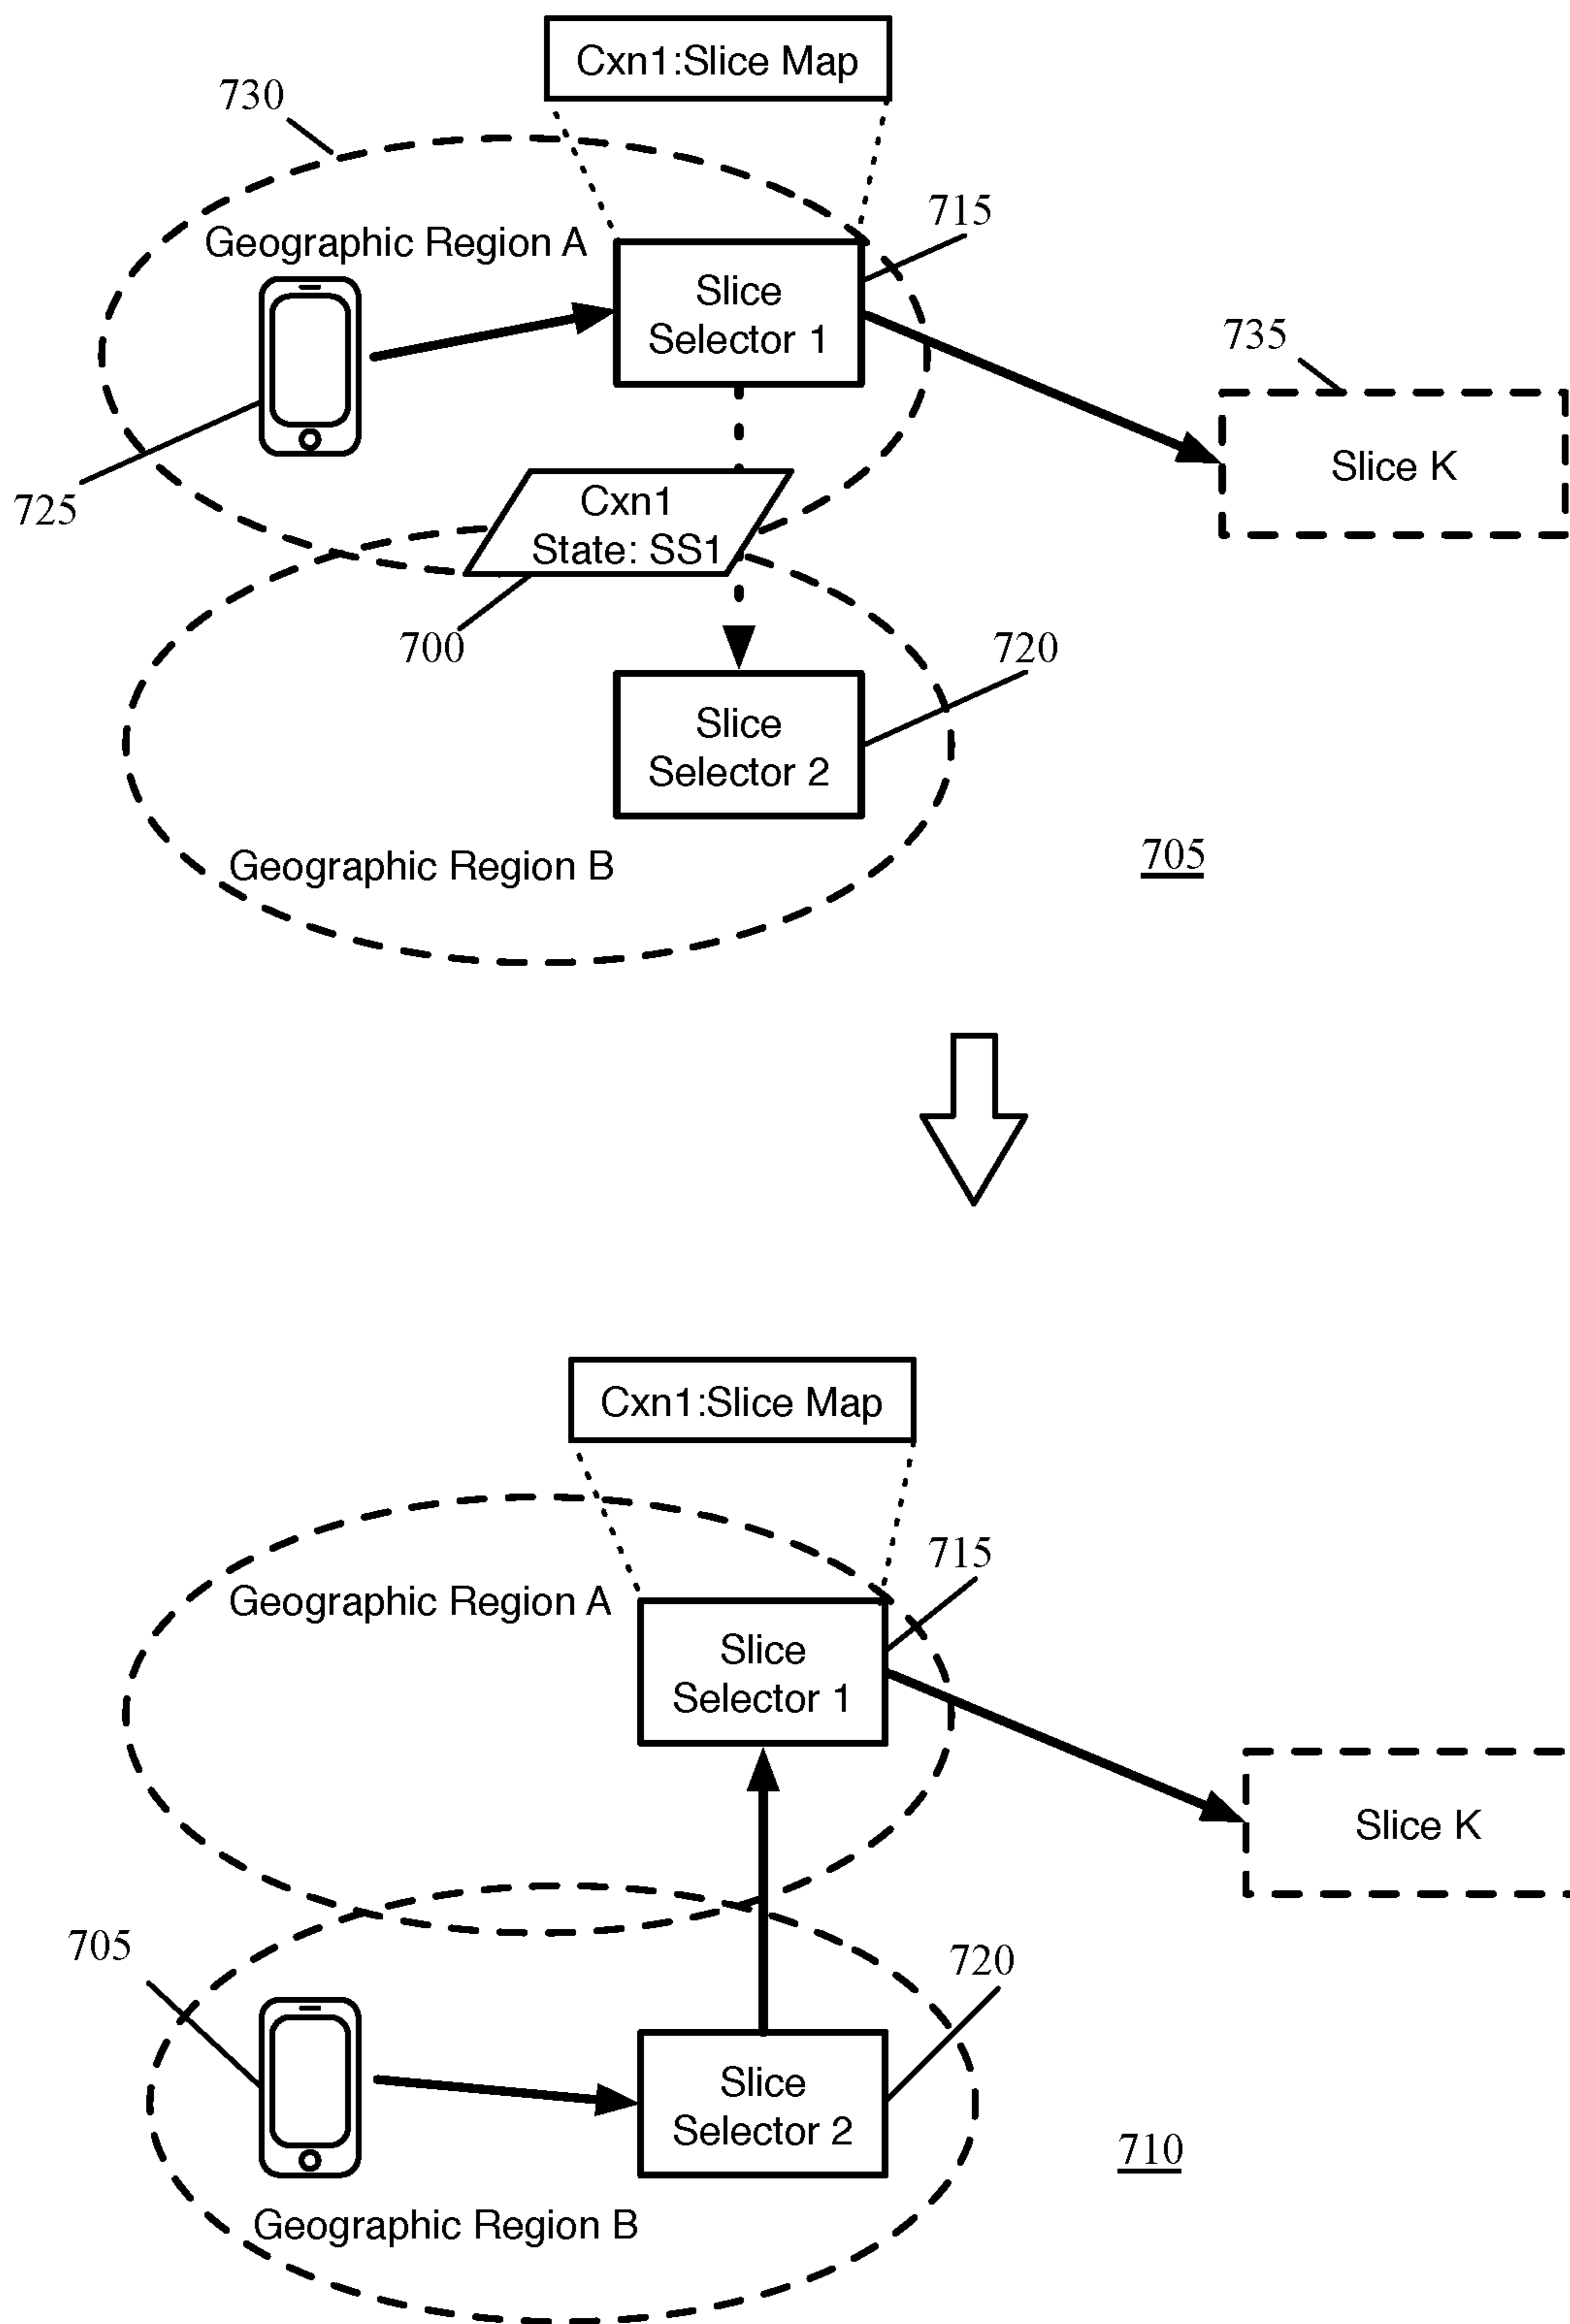 Cxn1:Slice Map
730
715
Geographic Region A
Slice
Selector 1
735
Slice K
725
Cxn1
State: SS1
700
720
Slice
Selector 2
Geographic Region B
705
Cxn1:Slice Map
715
Geographic Region A
Slice
Selector 1
Slice K
705
720
Slice
Selector 2
710
Geographic Region B